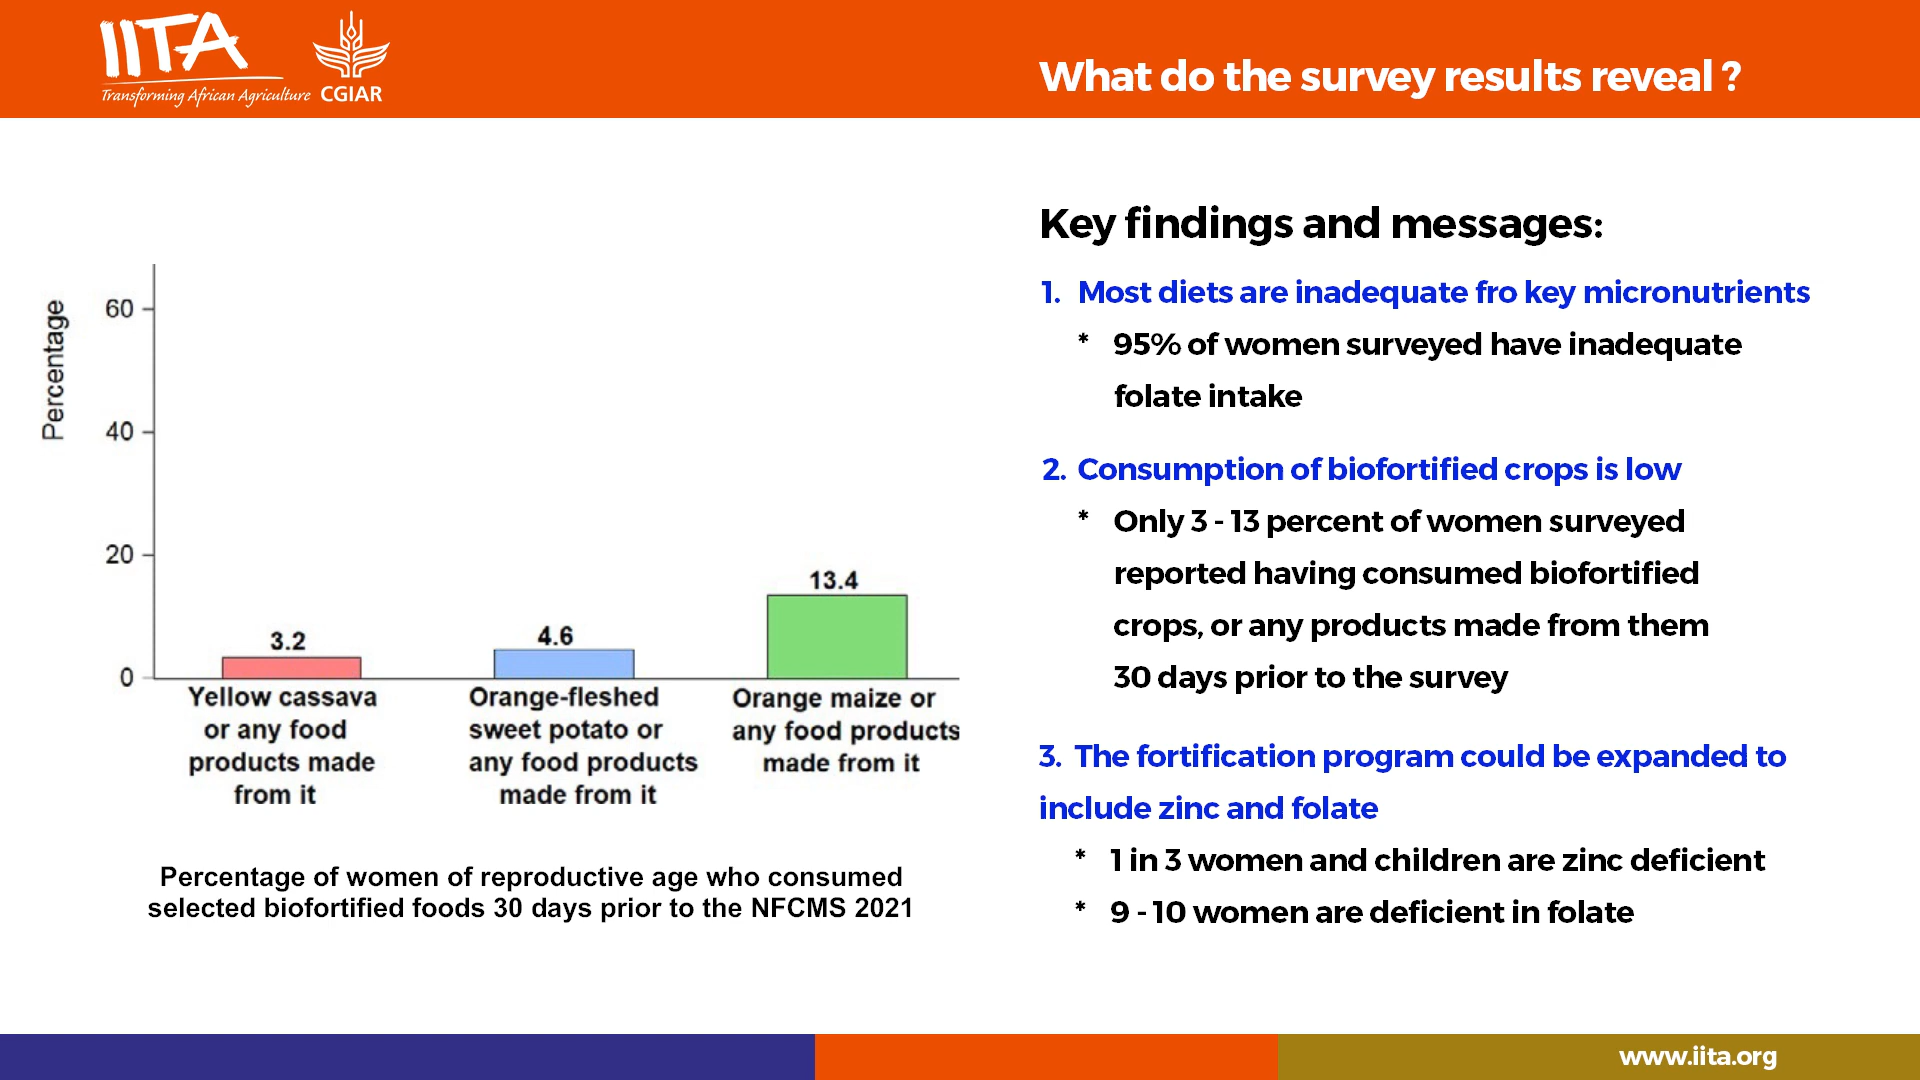 IITA
Transforming African Agriculture
CGIAR
What do the survey results reveal ?
Percentage
60
40
20
0
3.2
4.6
13.4
Yellow cassava
or any food
products made
from it
Orange-fleshed
sweet potato or
any food products
made from it
Orange maize or
any food products
made from it
Percentage of women of reproductive age who consumed
selected biofortified foods 30 days prior to the NFCMS 2021
Key findings and messages:
1. Most diets are inadequate fro key micronutrients
* 95% of women surveyed have inadequate
folate intake
2. Consumption of biofortified crops is low
* Only 3 - 13 percent of women surveyed
reported having consumed biofortified
crops, or any products made from them
30 days prior to the survey
3. The fortification program could be expanded to
include zinc and folate
* 1 in 3 women and children are zinc deficient
* 9 - 10 women are deficient in folate
www.iita.org